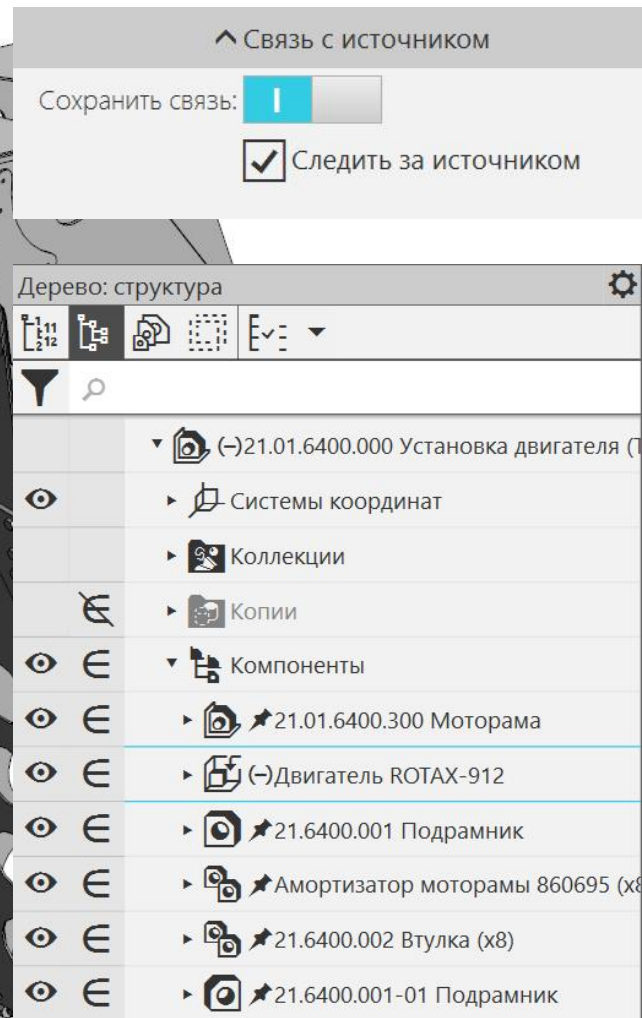 Связь с источником
Сохранить связь:
Следить за источником
Дерево: структура
(–)21.01.6400.000 Установка двигателя (
Системы координат
Коллекции
Копии
Компоненты
21.01.6400.300 Моторама
(–)Двигатель ROTAX-912
21.6400.001 Подрамник
Амортизатор моторамы 860695 (x8
21.6400.002 Втулка (x8)
21.6400.001-01 Подрамник